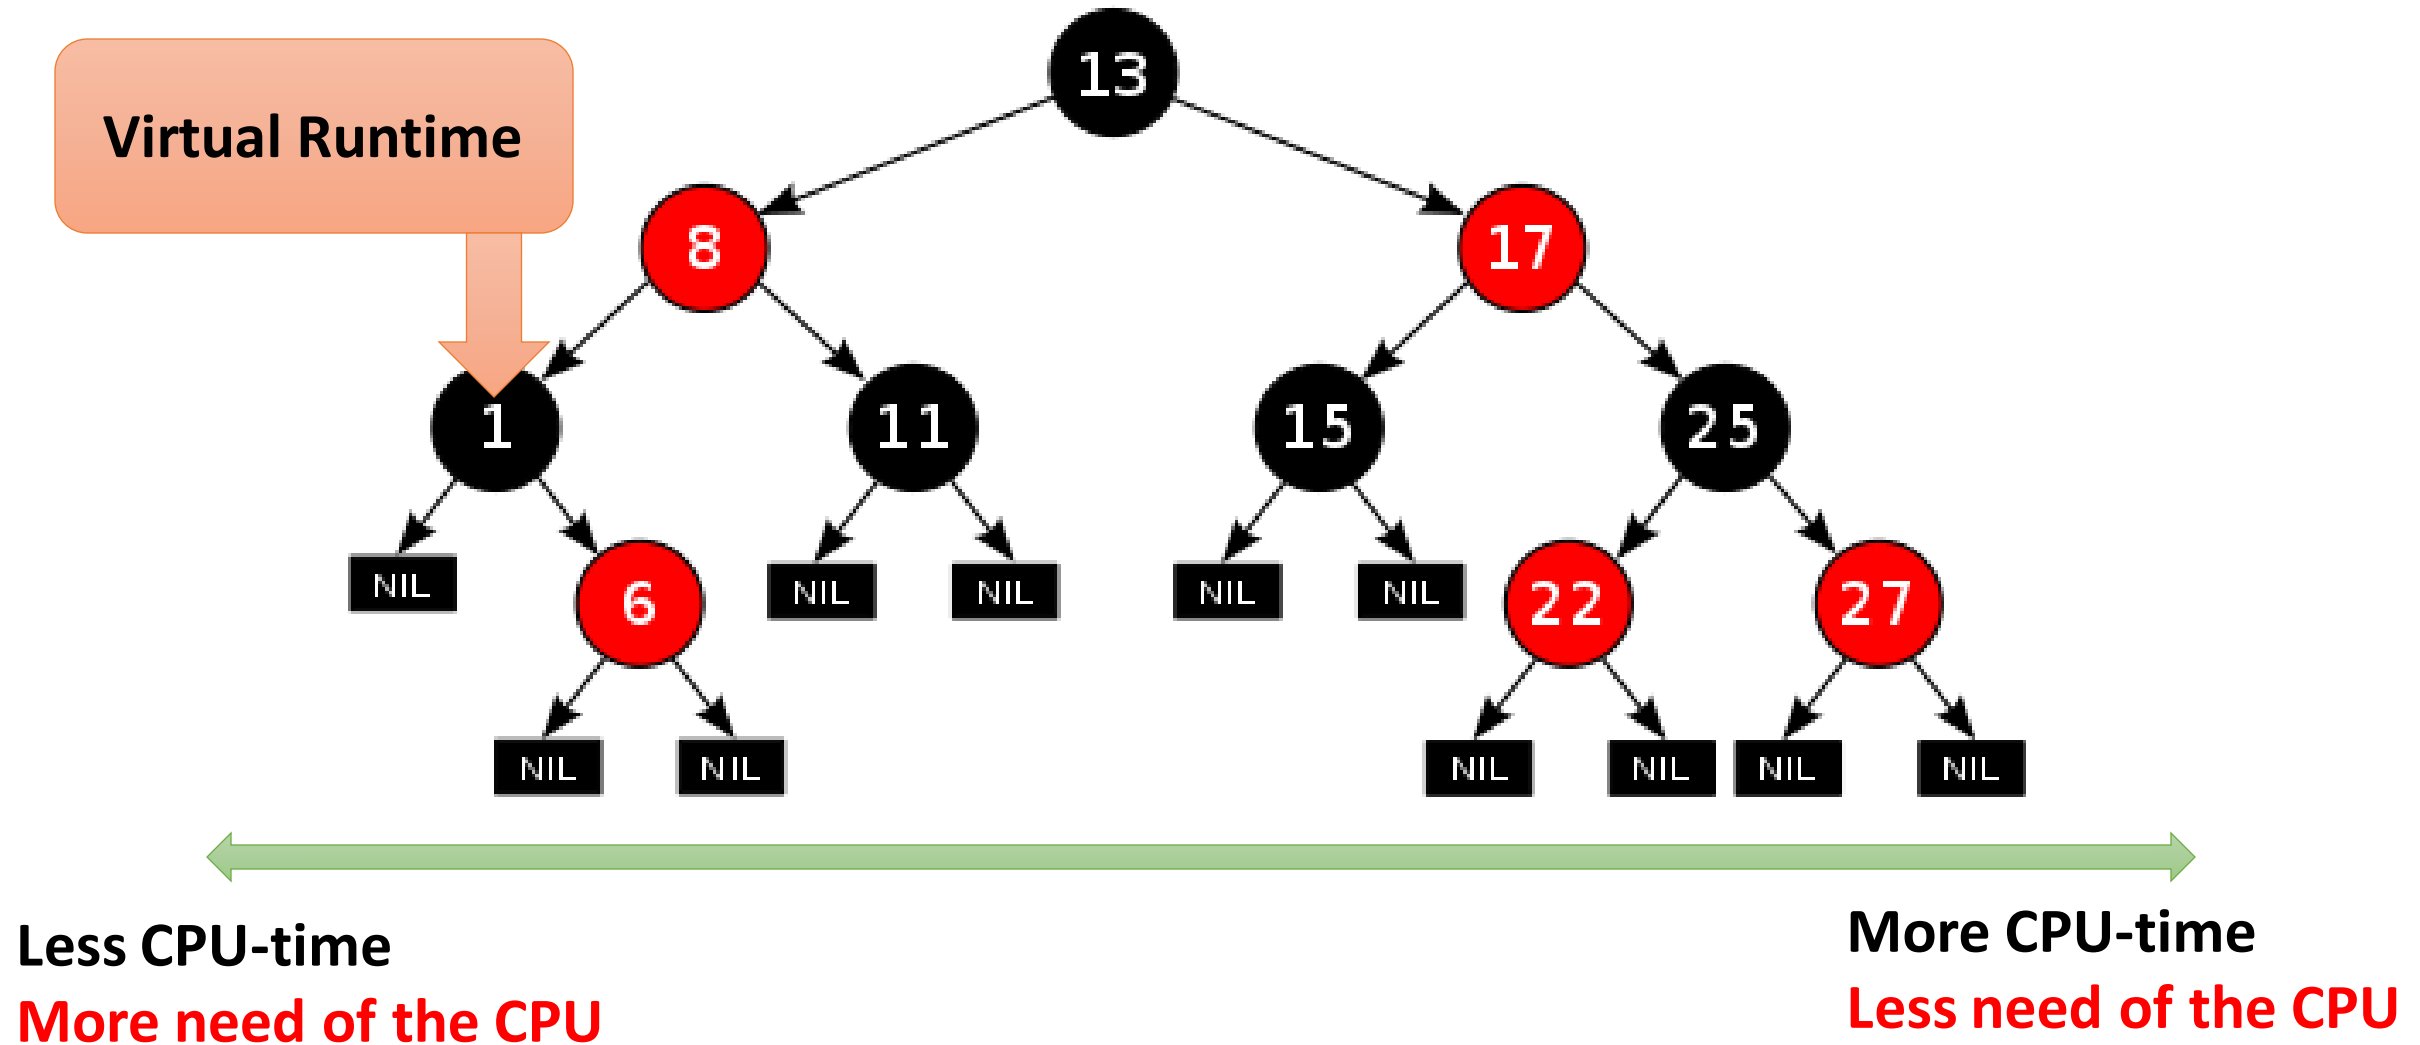 13
Virtual Runtime
8
17
1
11
15
25
NIL
6
NIL
NIL
NIL
NIL
22
27
NIL
NIL
NIL
NIL
NIL
NIL
Less CPU-time
More need of the CPU
More CPU-time
Less need of the CPU